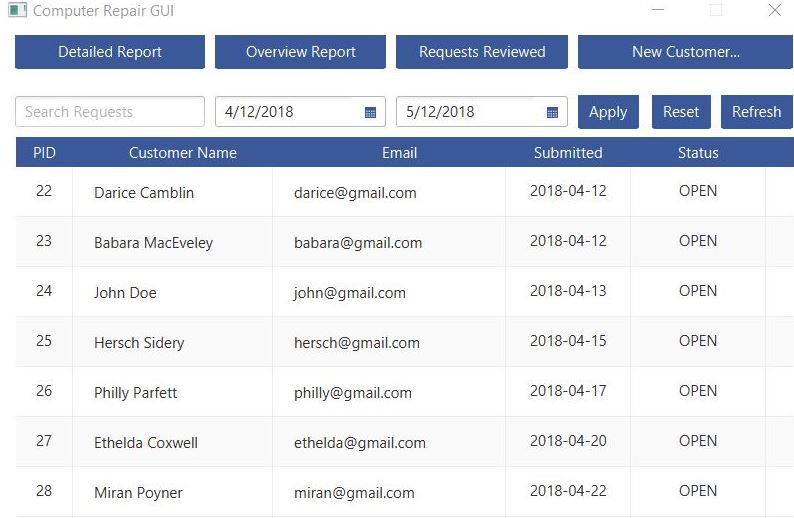 Computer Repair GUI
Detailed Report Overview Report Requests Reviewed New Customer...
Search Requests 4/12/2018 5/12/2018 Apply Reset Refresh
PID Customer Name Email Submitted Status
22 Darice Camblin darice@gmail.com 2018-04-12 OPEN
23 Babara MacEveley babara@gmail.com 2018-04-12 OPEN
24 John Doe john@gmail.com 2018-04-13 OPEN
25 Hersch Sidery hersch@gmail.com 2018-04-15 OPEN
26 Philly Parfett philly@gmail.com 2018-04-17 OPEN
27 Ethelda Coxwell ethelda@gmail.com 2018-04-20 OPEN
28 Miran Poyner miran@gmail.com 2018-04-22 OPEN